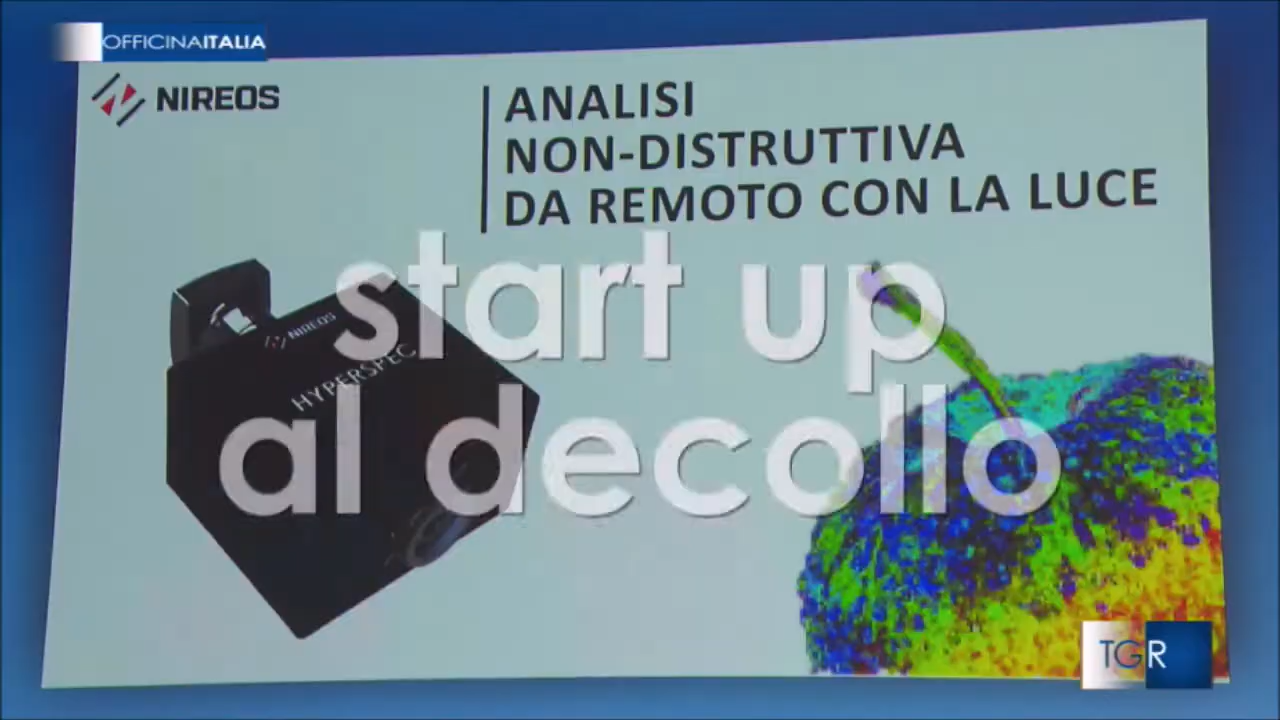 OFFICINAITALIA
NIREOS
ANALISI
NON-DISTRUTTIVA
DA REMOTO CON LA LUCE
NIREOS
HYPERSPEC
start up
al decollo
TGR